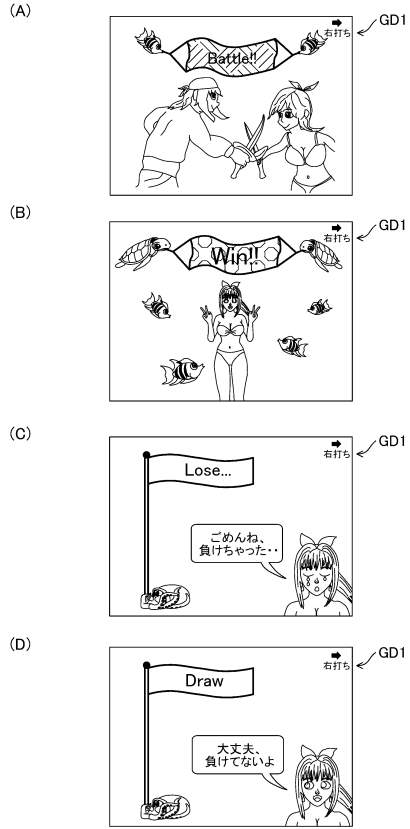 (A)
GD1
右打ち
Battle!!
(B)
GD1
右打ち
Win!!
(C)
GD1
右打ち
Lose...
ごめんね、
負けちゃった・・
(D)
GD1
右打ち
Draw
大丈夫、
負けてないよ